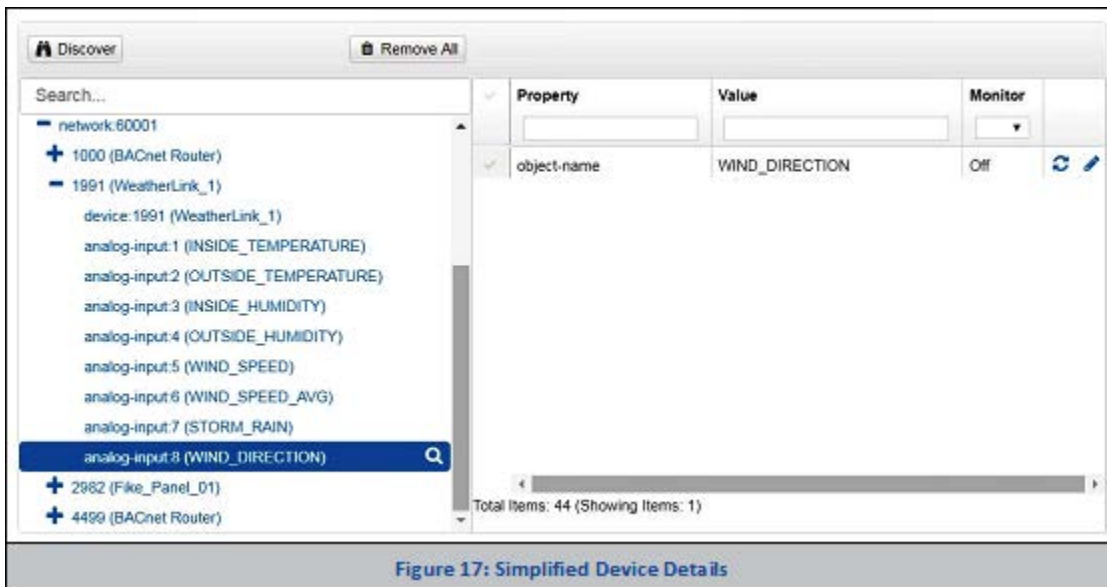 Discover
Remove All
Search...
Property
Value
Monitor
network:60001
1000 (BACnet Router)
1991 (WeatherLink_1)
device:1991 (WeatherLink_1)
analog-input:1 (INSIDE_TEMPERATURE)
analog-input:2 (OUTSIDE_TEMPERATURE)
analog-input:3 (INSIDE_HUMIDITY)
analog-input:4 (OUTSIDE_HUMIDITY)
analog-input:5 (WIND_SPEED)
analog-input:6 (WIND_SPEED_AVG)
analog-input:7 (STORM_RAIN)
analog-input:8 (WIND_DIRECTION)
2982 (Fike_Panel_01)
4499 (BACnet Router)
object-name
WIND_DIRECTION
Off
Total Items: 44 (Showing Items: 1)
Figure 17: Simplified Device Details